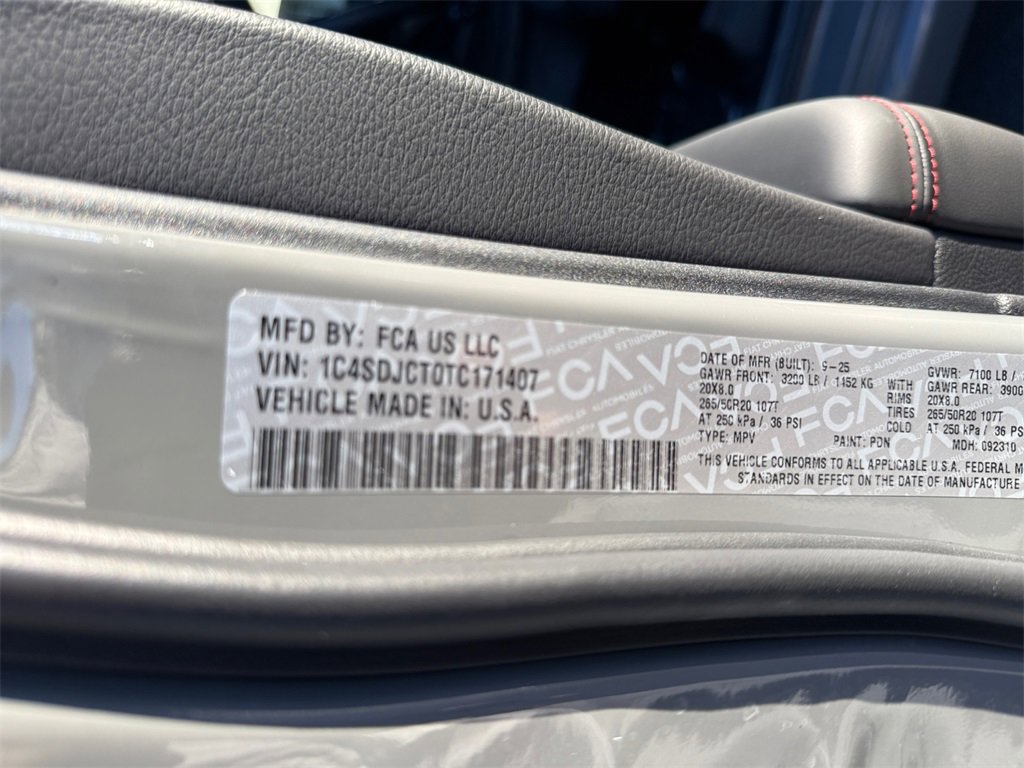 MFD BY: FCA US LLC
VIN: 1C4SDJCT0TC171407
VEHICLE MADE IN: U.S.A.
DATE OF MFR (BUILT): 9-25
GAWR FRONT: 3200 LB / 1452 KG WITH
20X8.0 RIMS
265/50R20 107T TIRES
AT 250 kPa / 36 PSI COLD
TYPE: MPV PAINT: PDN
GVWR: 7100 LB /
GAWR REAR: 3900
20X8.0
265/50R20 107T
AT 250 kPa / 36 PS
MDH: 092310
THIS VEHICLE CONFORMS TO ALL APPLICABLE U.S.A. FEDERAL M
STANDARDS IN EFFECT ON THE DATE OF MANUFACTURE
FCA